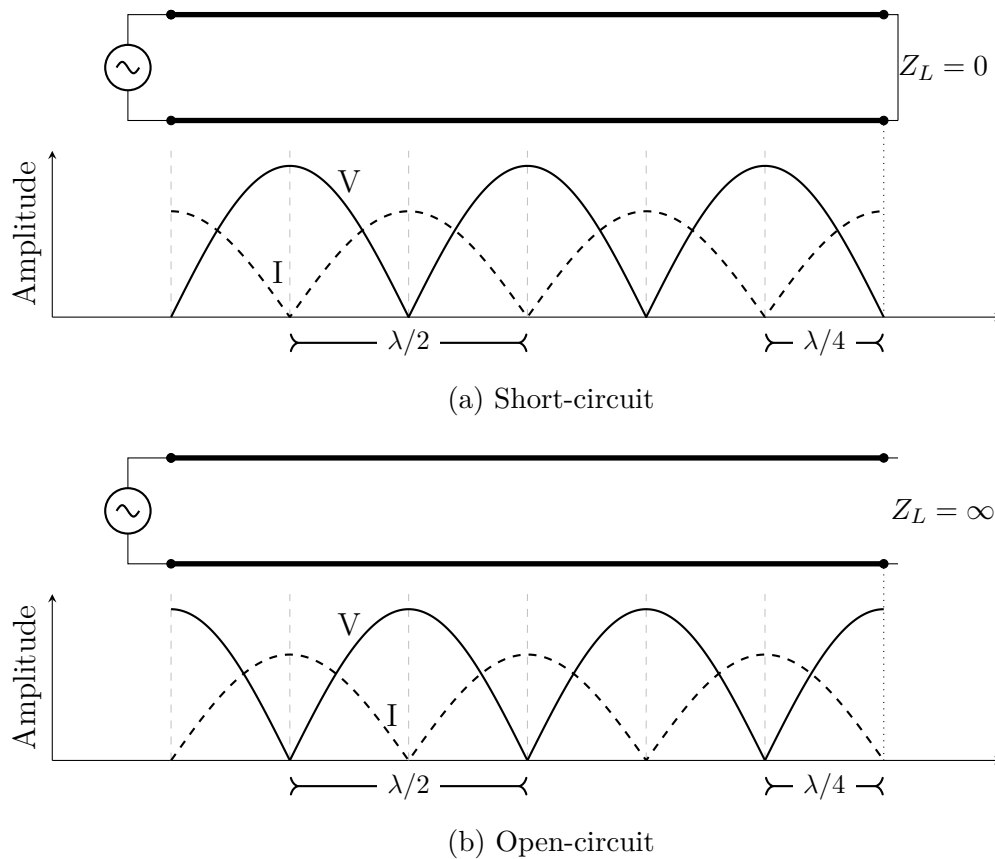 Z_L = 0
Amplitude
V
I
λ/2
λ/4
(a) Short-circuit
Z_L = ∞
Amplitude
V
I
λ/2
λ/4
(b) Open-circuit